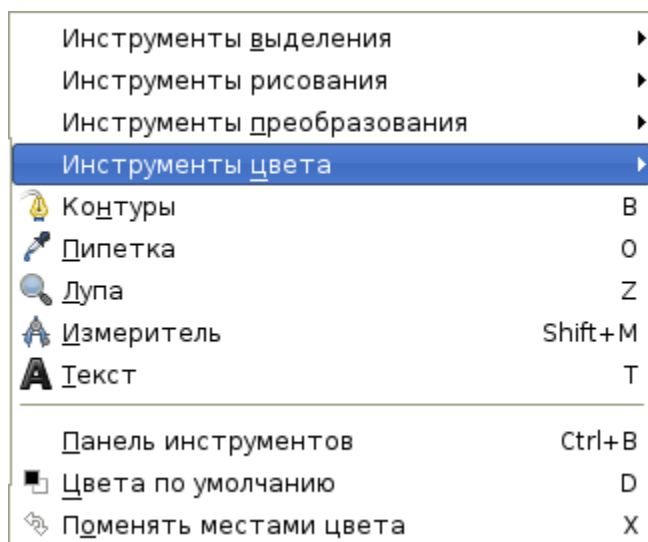 Инструменты выделения
Инструменты рисования
Инструменты преобразования
Инструменты цвета
Контуры B
Пипетка O
Лупа Z
Измеритель Shift+M
Текст T
Панель инструментов Ctrl+B
Цвета по умолчанию D
Поменять местами цвета X